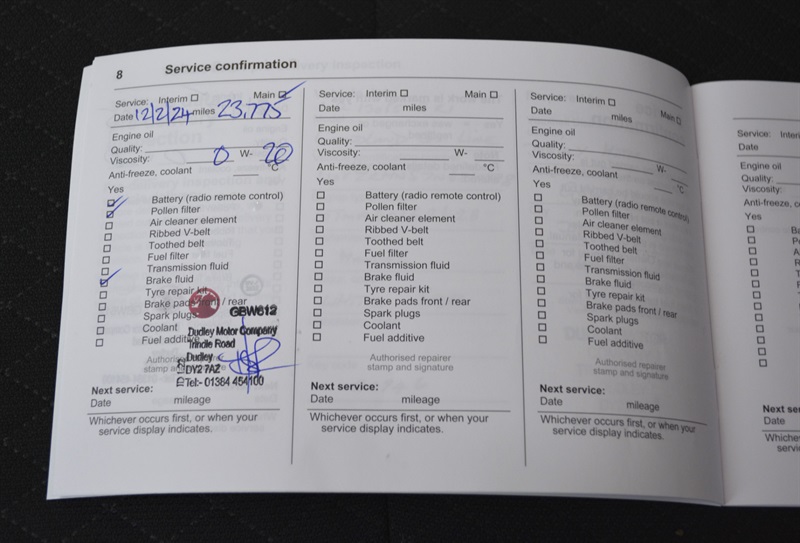 8 Service confirmation
Service: Interim Main
Date 12/2/24 miles 23,775
Engine oil
Quality:
Viscosity: 0 W- 20
Anti-freeze, coolant °C
Yes
Battery (radio remote control)
Pollen filter
Air cleaner element
Ribbed V-belt
Toothed belt
Fuel filter
Transmission fluid
Brake fluid
Tyre repair kit
Brake pads front / rear
Spark plugs
Coolant
Fuel additive
GBW612
Dudley Motor Company
Trindle Road
Dudley
DY2 7AZ
Tel:- 01384 454100
Authorised repairer
stamp and signature
Next service:
Date mileage
Whichever occurs first, or when your
service display indicates.
Service: Interim Main
Date miles
Engine oil
Quality:
Viscosity: W-
Anti-freeze, coolant °C
Yes
Battery (radio remote control)
Pollen filter
Air cleaner element
Ribbed V-belt
Toothed belt
Fuel filter
Transmission fluid
Brake fluid
Tyre repair kit
Brake pads front / rear
Spark plugs
Coolant
Fuel additive
Authorised repairer
stamp and signature
Next service:
Date mileage
Whichever occurs first, or when your
service display indicates.
Service: Interim Main
Date miles
Engine oil
Quality:
Viscosity: W-
Anti-freeze, coolant °C
Yes
Battery (radio remote control)
Pollen filter
Air cleaner element
Ribbed V-belt
Toothed belt
Fuel filter
Transmission fluid
Brake fluid
Tyre repair kit
Brake pads front / rear
Spark plugs
Coolant
Fuel additive
Authorised repairer
stamp and signature
Next service:
Date mileage
Whichever occurs first, or when your
service display indicates.
Service:
Date
Engine oil
Quality:
Viscosity:
Yes